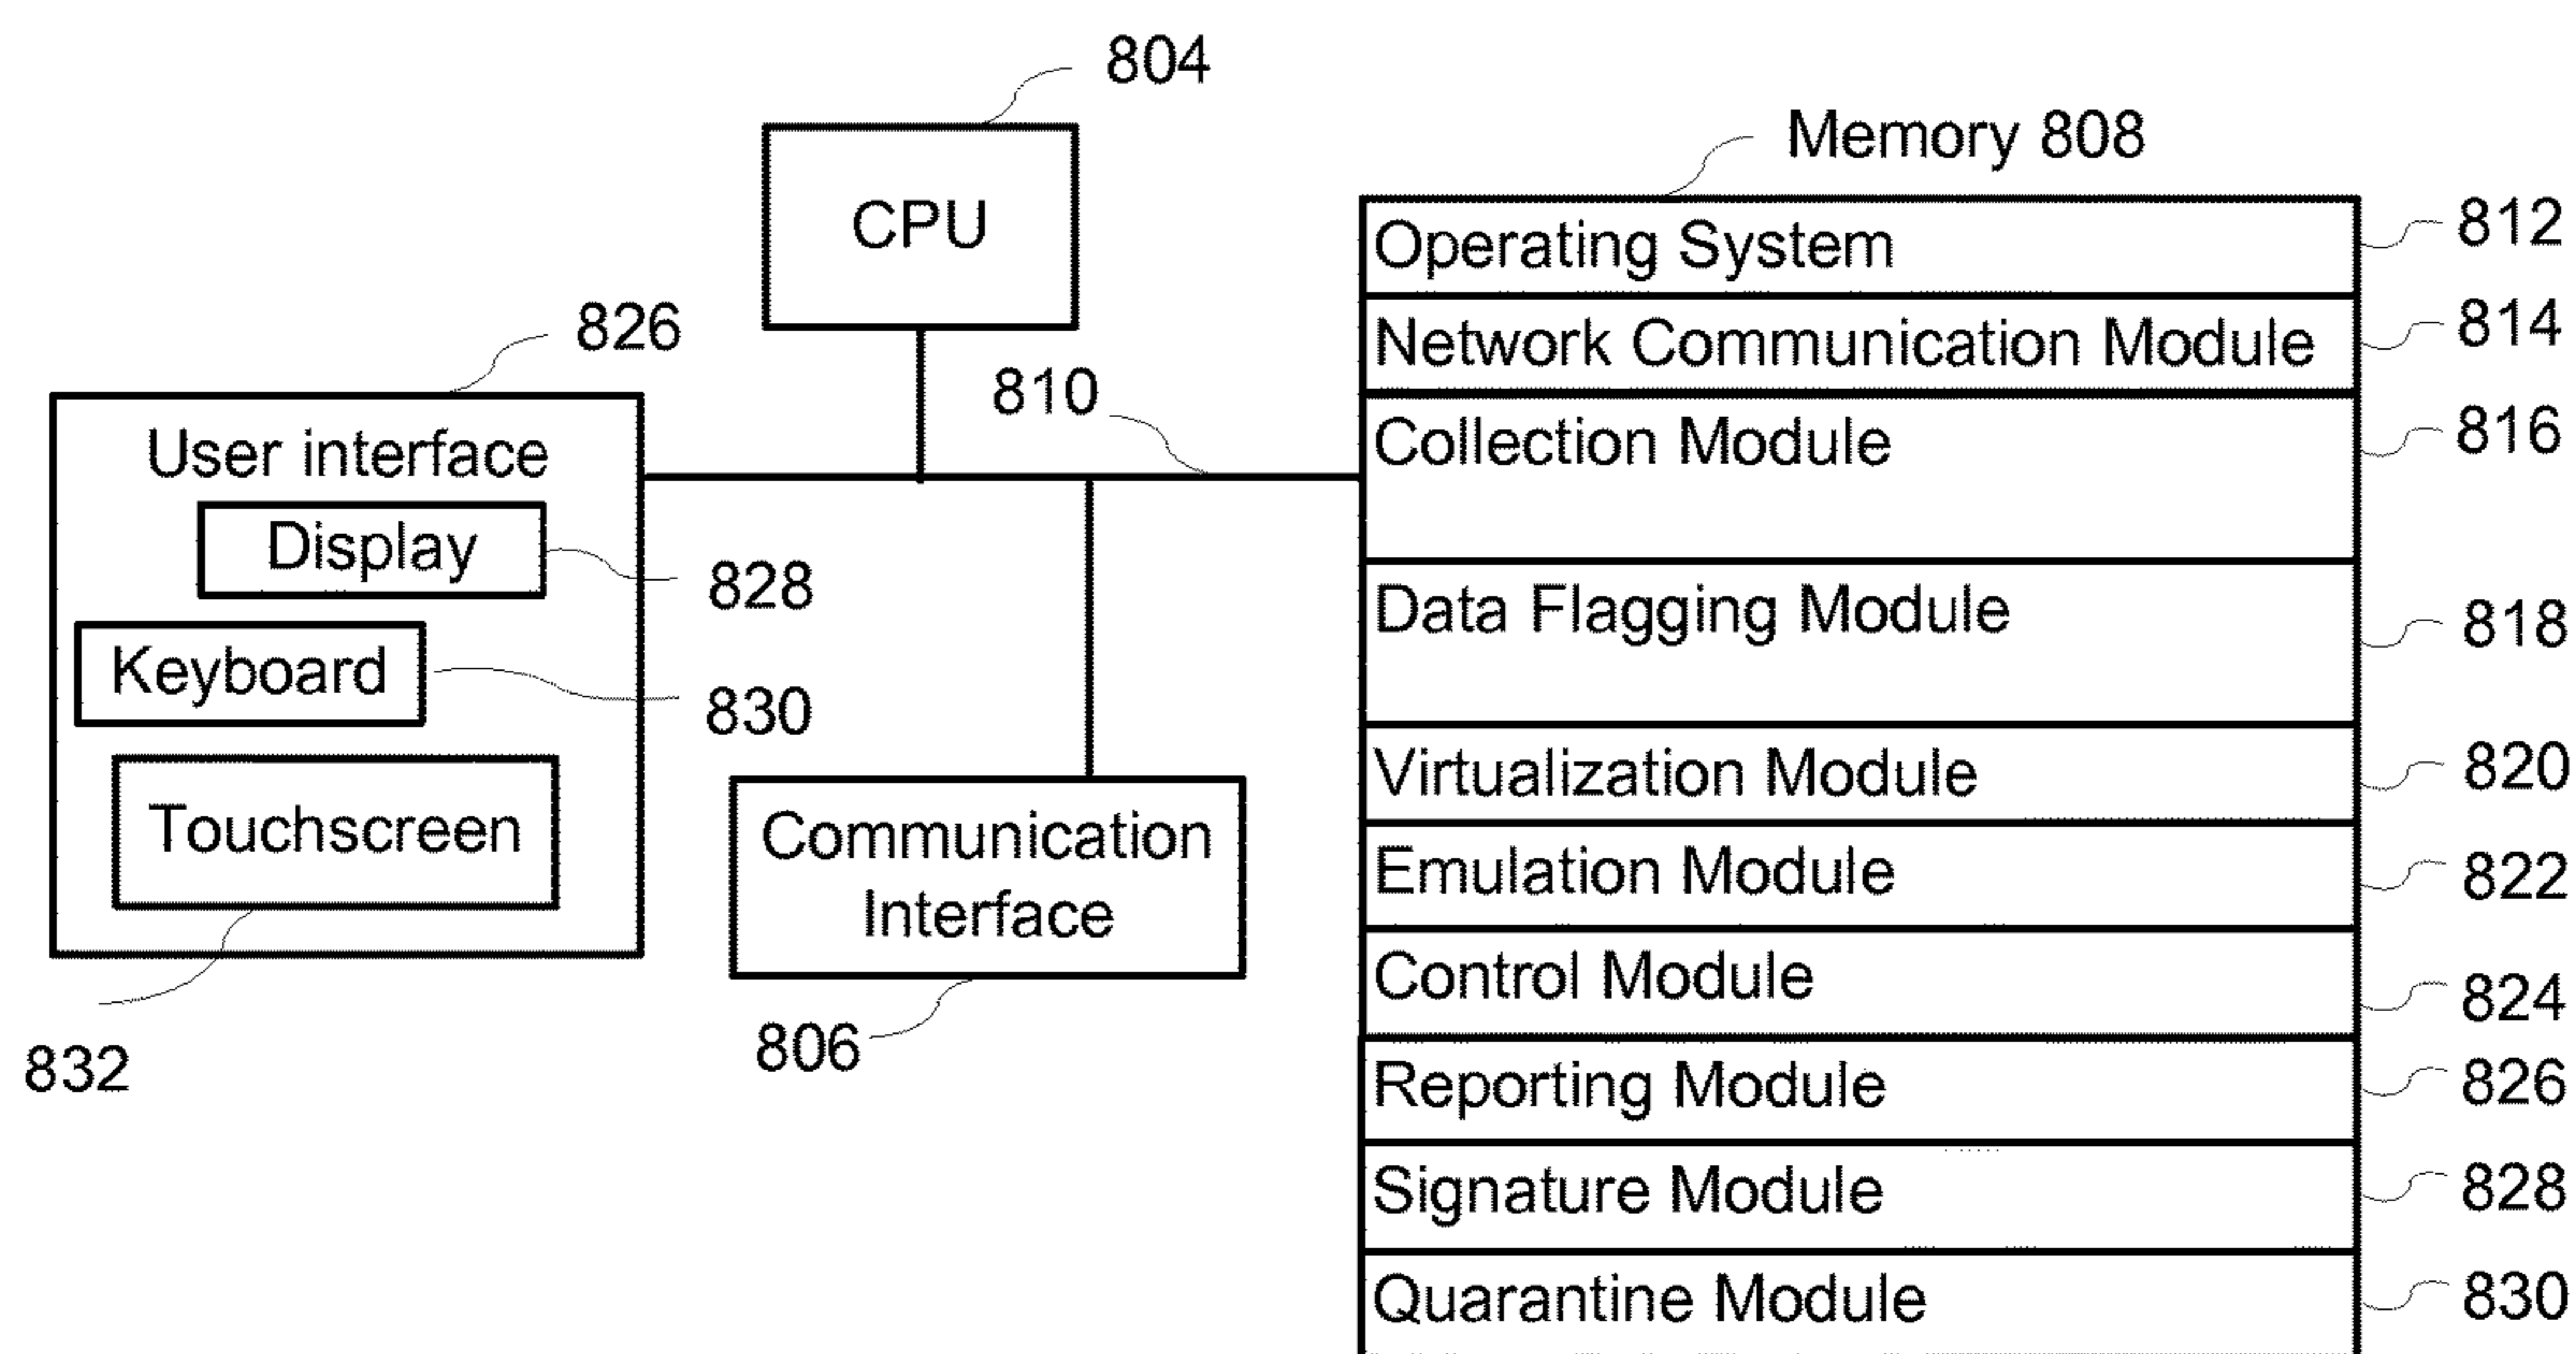 804
CPU
826
User interface
Display
828
Keyboard
830
Touchscreen
832
810
Communication
Interface
806
Memory 808
Operating System
812
Network Communication Module
814
Collection Module
816
Data Flagging Module
818
Virtualization Module
820
Emulation Module
822
Control Module
824
Reporting Module
826
Signature Module
828
Quarantine Module
830